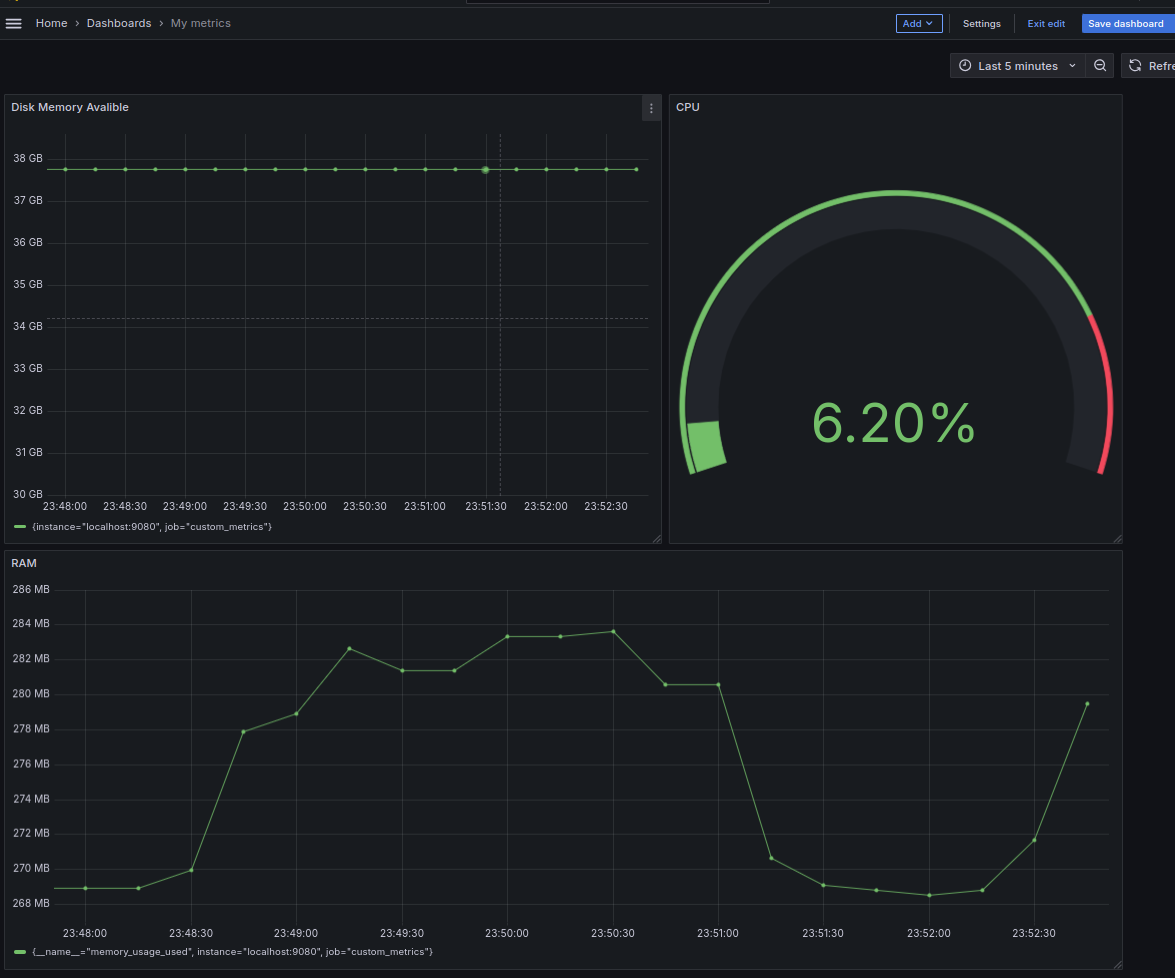 Home › Dashboards › My metrics
Add
Settings
Exit edit
Save dashboard
Last 5 minutes
Refre
Disk Memory Avalible
38 GB
37 GB
36 GB
35 GB
34 GB
33 GB
32 GB
31 GB
30 GB
23:48:00 23:48:30 23:49:00 23:49:30 23:50:00 23:50:30 23:51:00 23:51:30 23:52:00 23:52:30
{instance="localhost:9080", job="custom_metrics"}
CPU
6.20%
RAM
286 MB
284 MB
282 MB
280 MB
278 MB
276 MB
274 MB
272 MB
270 MB
268 MB
23:48:00 23:48:30 23:49:00 23:49:30 23:50:00 23:50:30 23:51:00 23:51:30 23:52:00 23:52:30
{__name__="memory_usage_used", instance="localhost:9080", job="custom_metrics"}